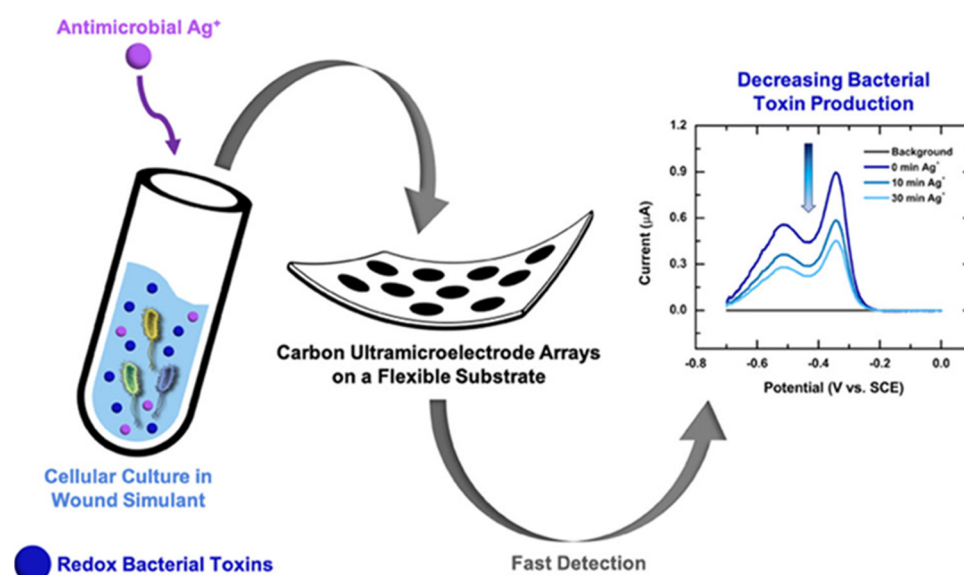 Antimicrobial Ag⁺
Decreasing Bacterial
Toxin Production
1.2
0.9
0.6
0.3
0.0
Current (µA)
Background
0 min Ag⁺
10 min Ag⁺
30 min Ag⁺
-0.8
-0.6
-0.4
-0.2
0.0
Potential (V vs. SCE)
Carbon Ultramicroelectrode Arrays
on a Flexible Substrate
Cellular Culture in
Wound Simulant
Redox Bacterial Toxins
Fast Detection